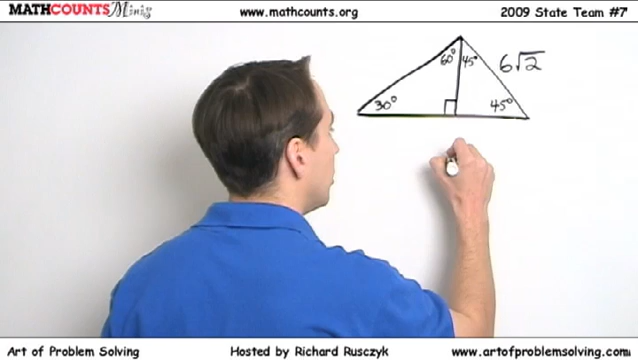 MATHCOUNTS Minis
www.mathcounts.org
2009 State Team #7
60° 45° 6√2
30° 45°
Art of Problem Solving
Hosted by Richard Rusczyk
www.artofproblemsolving.com